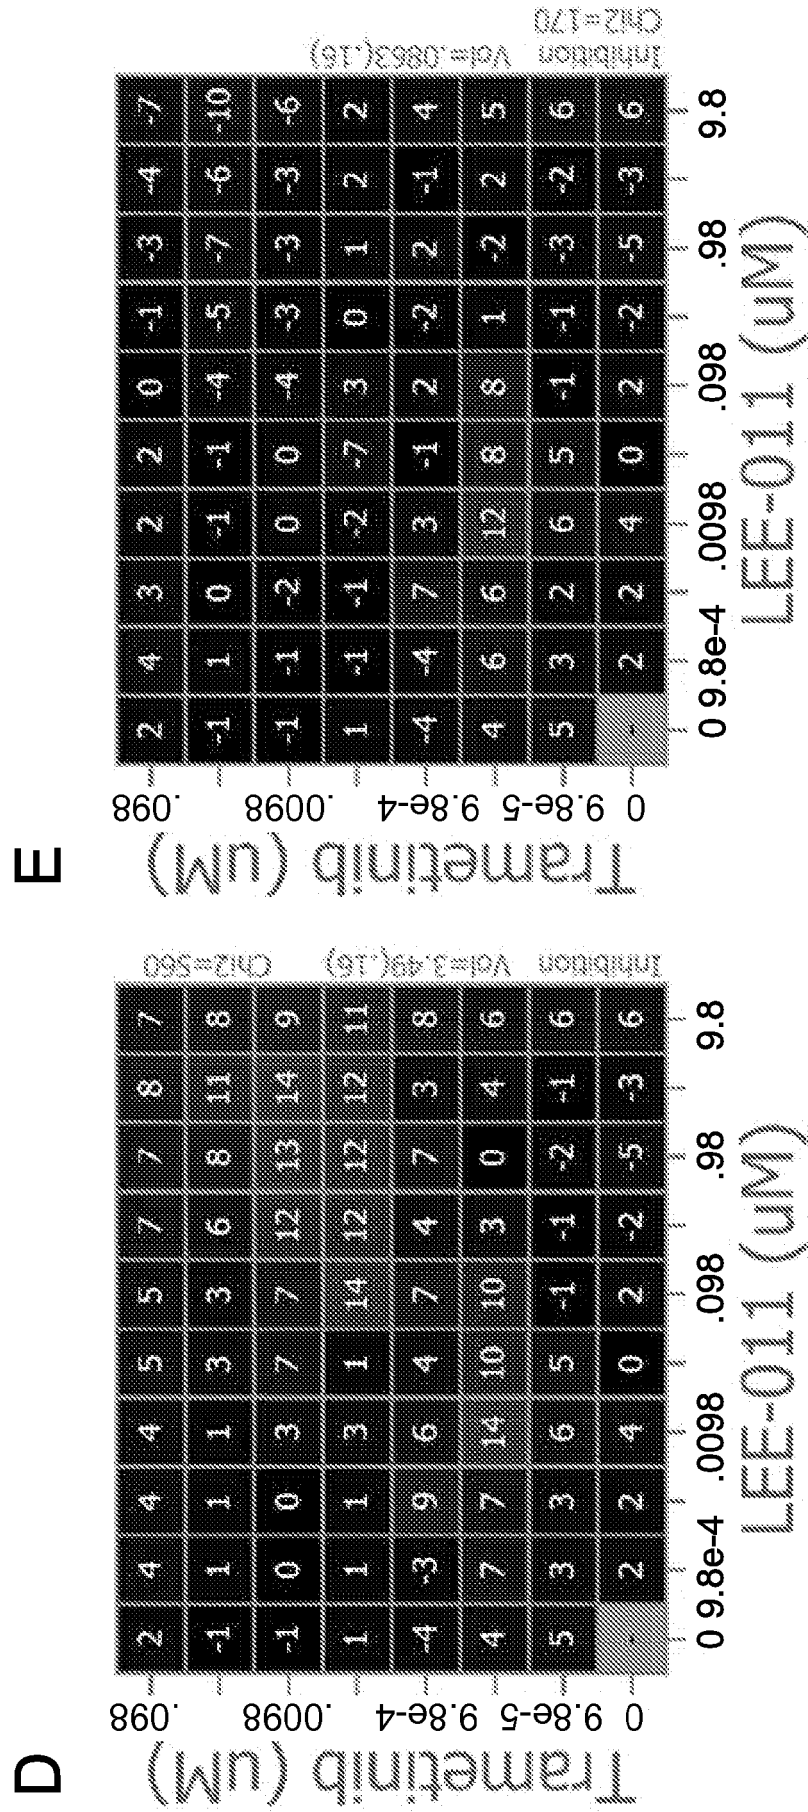 D
Trametinib (uM)
.098 2 4 4 4 5 5 7 7 8 7
-1 1 1 1 3 3 6 8 11 8
.0098 -1 0 0 3 7 7 12 13 14 9
1 1 1 3 1 14 12 12 12 11
9.8e-4 -4 -3 9 6 4 7 4 7 3 8
4 7 7 14 10 10 3 0 4 6
9.8e-5 5 3 3 6 5 -1 -1 -2 -1 6
0 - 2 2 4 0 2 -2 -5 -3 6
0 9.8e-4 .0098 .098 .98 9.8
LEE-011 (uM)
Inhibition
Vol=3.49(.16)
Chi2=560
E
Trametinib (uM)
.098 2 4 3 2 2 0 -1 -3 -4 -7
-1 1 0 -1 -1 -4 -5 -7 -6 -10
.0098 -1 -1 -2 0 0 -4 -3 -3 -3 -6
1 -1 -1 -2 -7 3 0 1 2 2
9.8e-4 -4 -4 7 3 -1 2 -2 2 -1 4
4 6 6 12 8 8 1 -2 2 5
9.8e-5 5 3 2 6 5 -1 -1 -3 -2 6
0 - 2 2 4 0 2 -2 -5 -3 6
0 9.8e-4 .0098 .098 .98 9.8
LEE-011 (uM)
Inhibition
Vol=.0863(.16)
Chi2=170